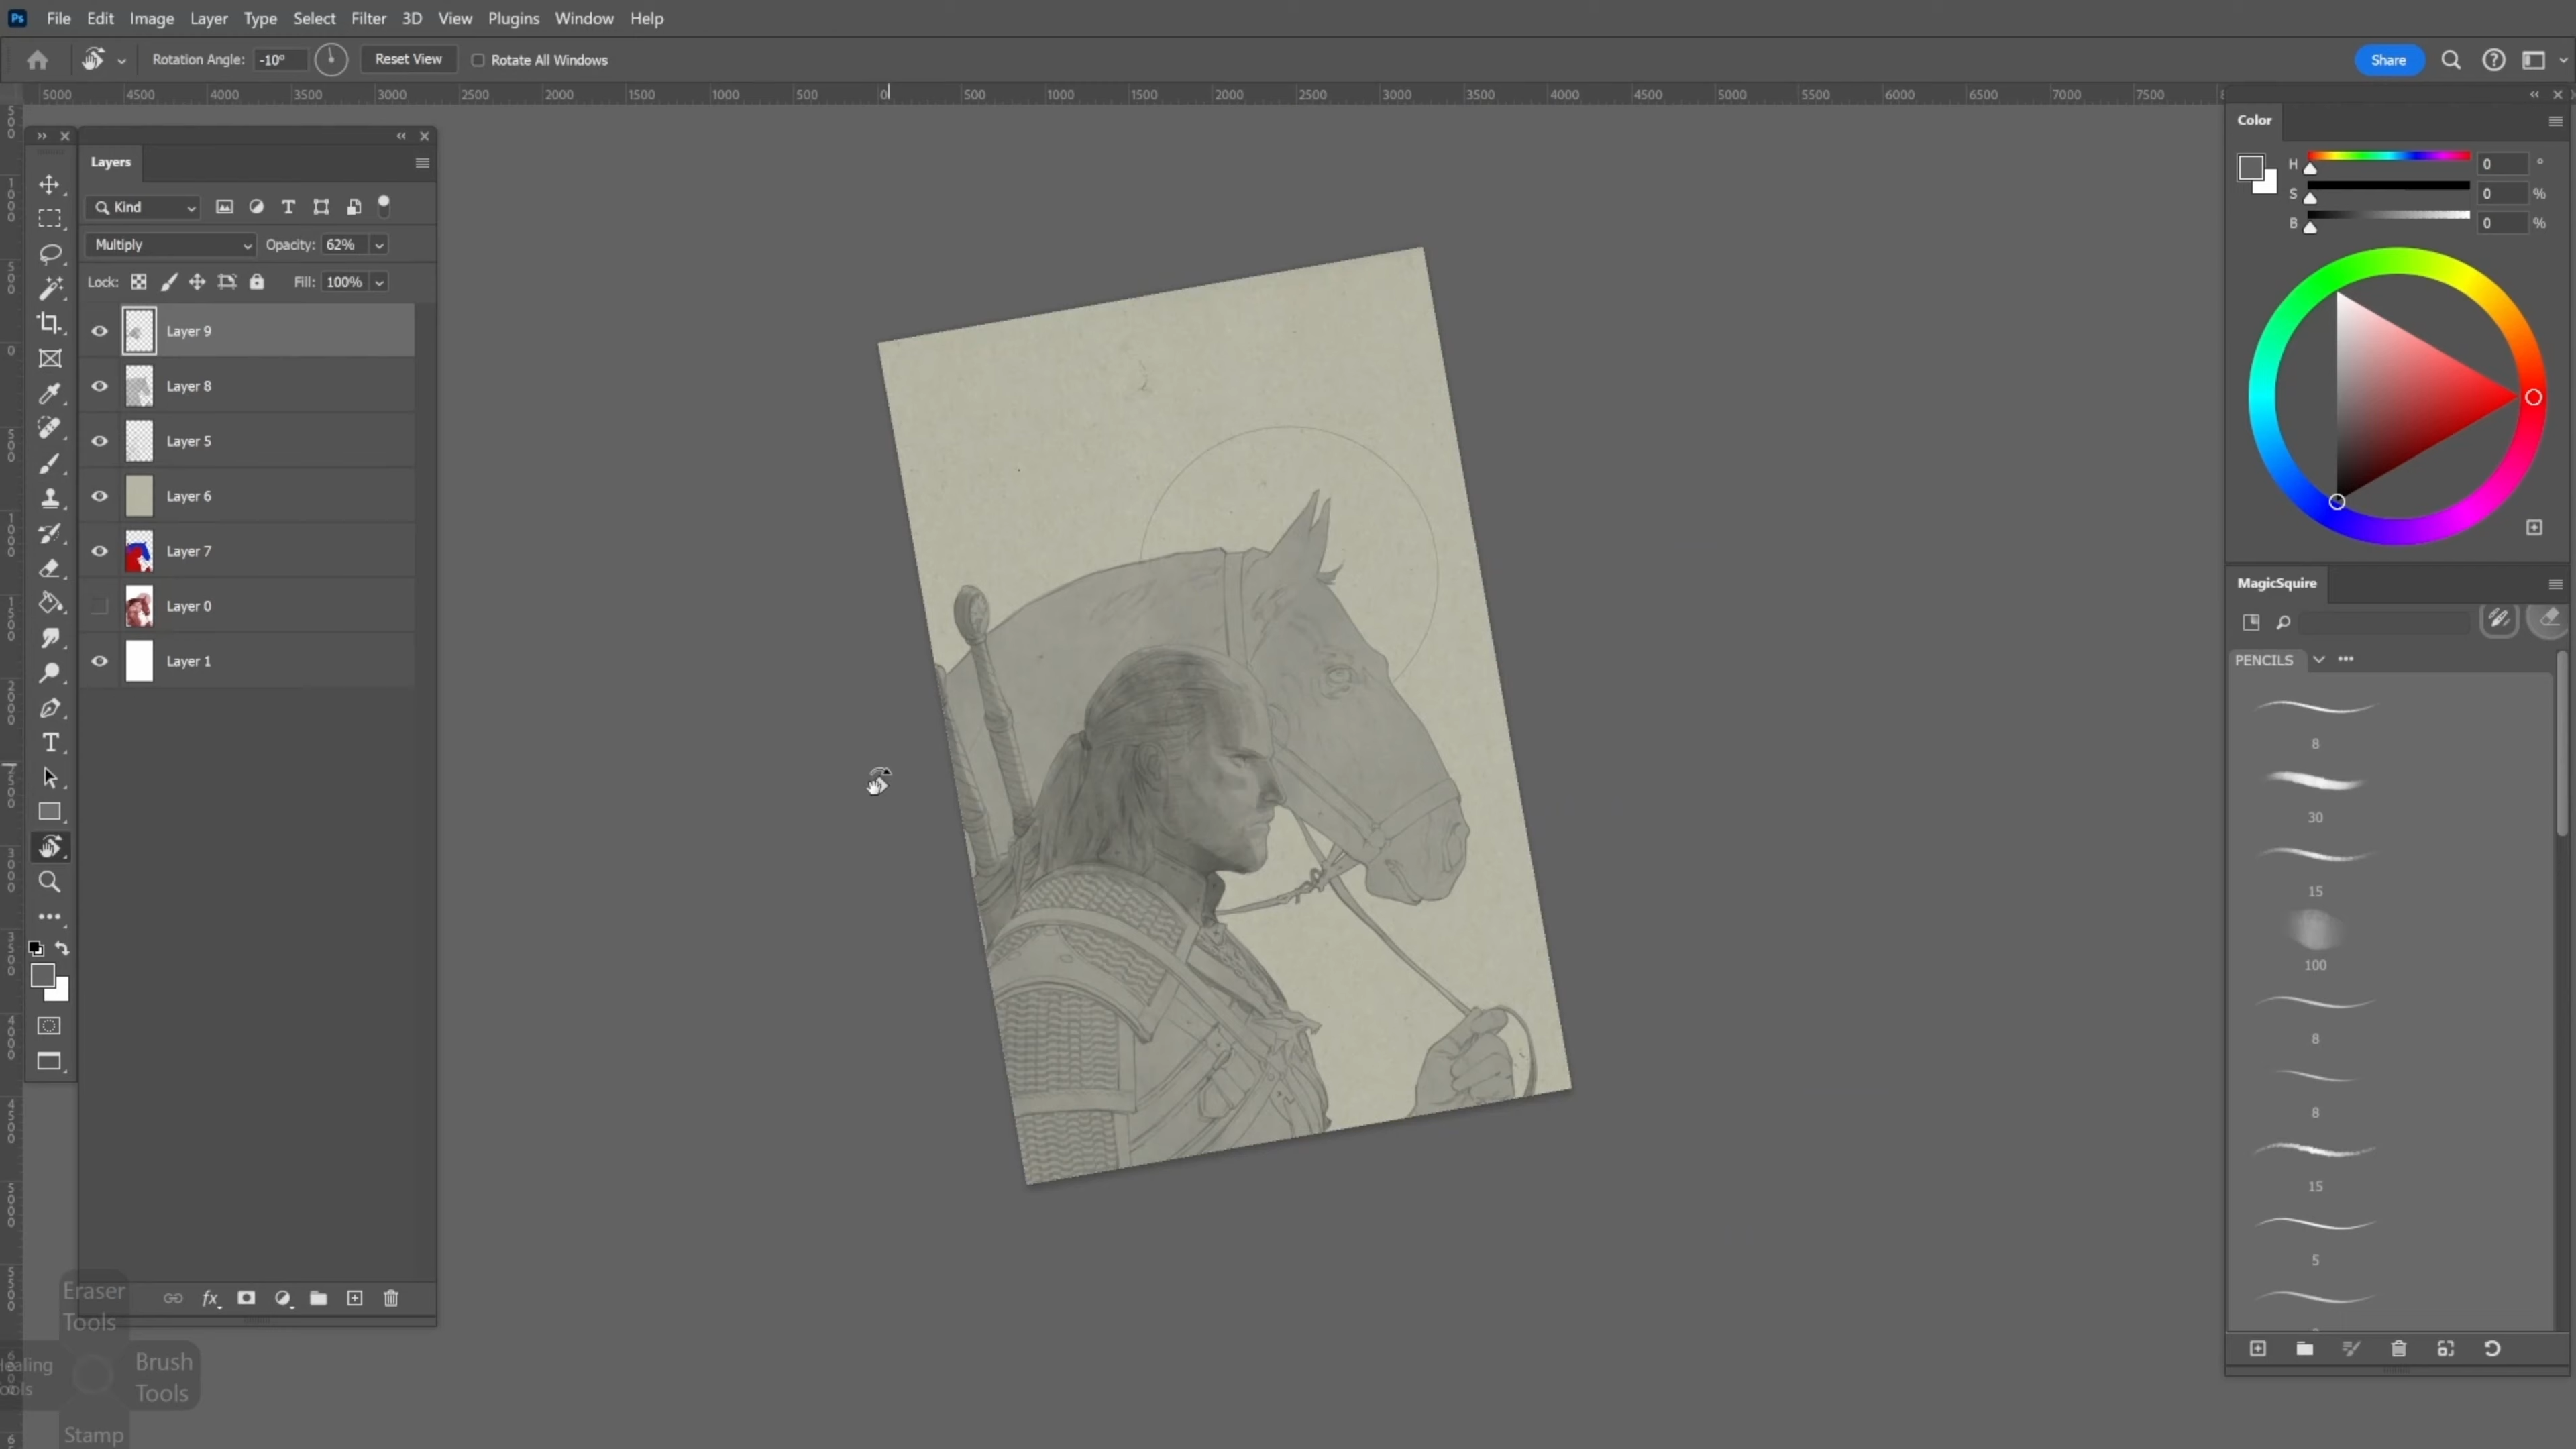 Ps File Edit Image Layer Type Select Filter 3D View Plugins Window Help
Rotation Angle: -10° Reset View Rotate All Windows Share
5000 4500 4000 3500 3000 2500 2000 1500 1000 500 0 500 1000 1500 2000 2500 3000 3500 4000 4500 5000 5500 6000 6500 7000 7500
Layers
Kind
Multiply Opacity: 62%
Lock: Fill: 100%
Layer 9
Layer 8
Layer 5
Layer 6
Layer 7
Layer 0
Layer 1
Eraser
Tools
Healing
Tools
Brush
Tools
Stamp
Color
H 0 °
S 0 %
B 0 %
MagicSquire
PENCILS
8
30
15
100
8
8
15
5